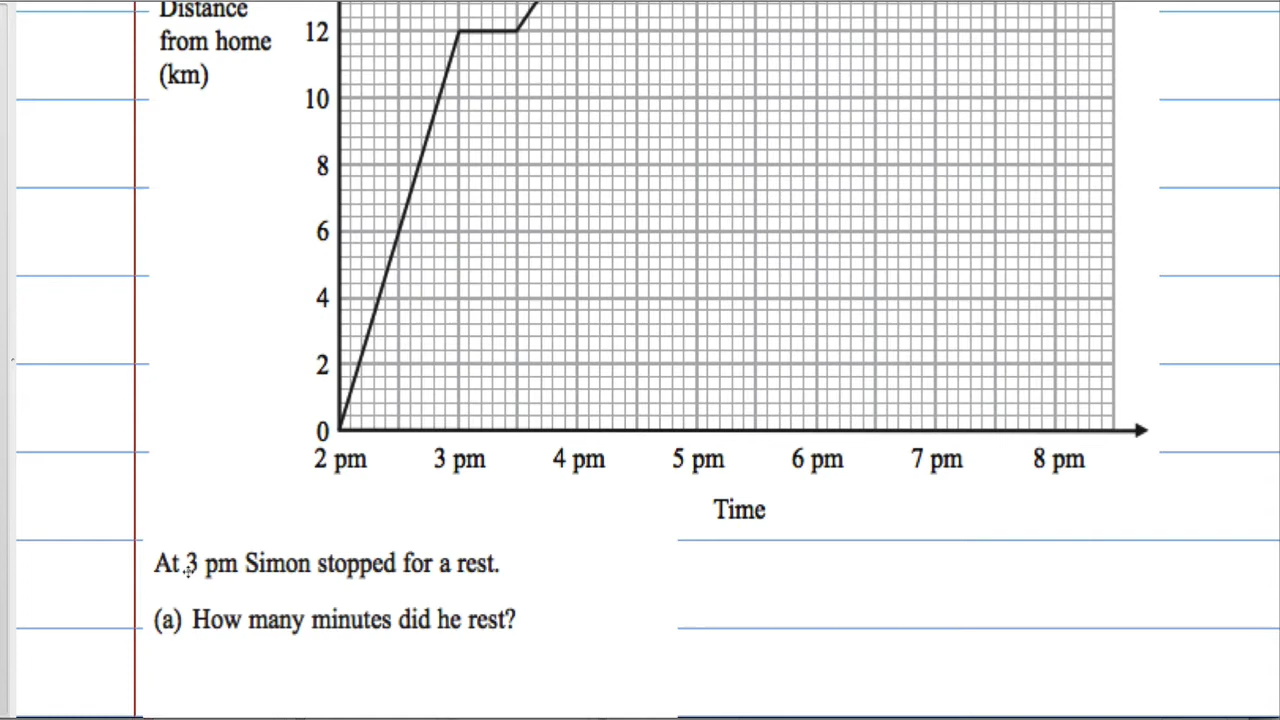 Distance
from home
(km)
12
10
8
6
4
2
0
2 pm 3 pm 4 pm 5 pm 6 pm 7 pm 8 pm
Time
At 3 pm Simon stopped for a rest.
(a) How many minutes did he rest?